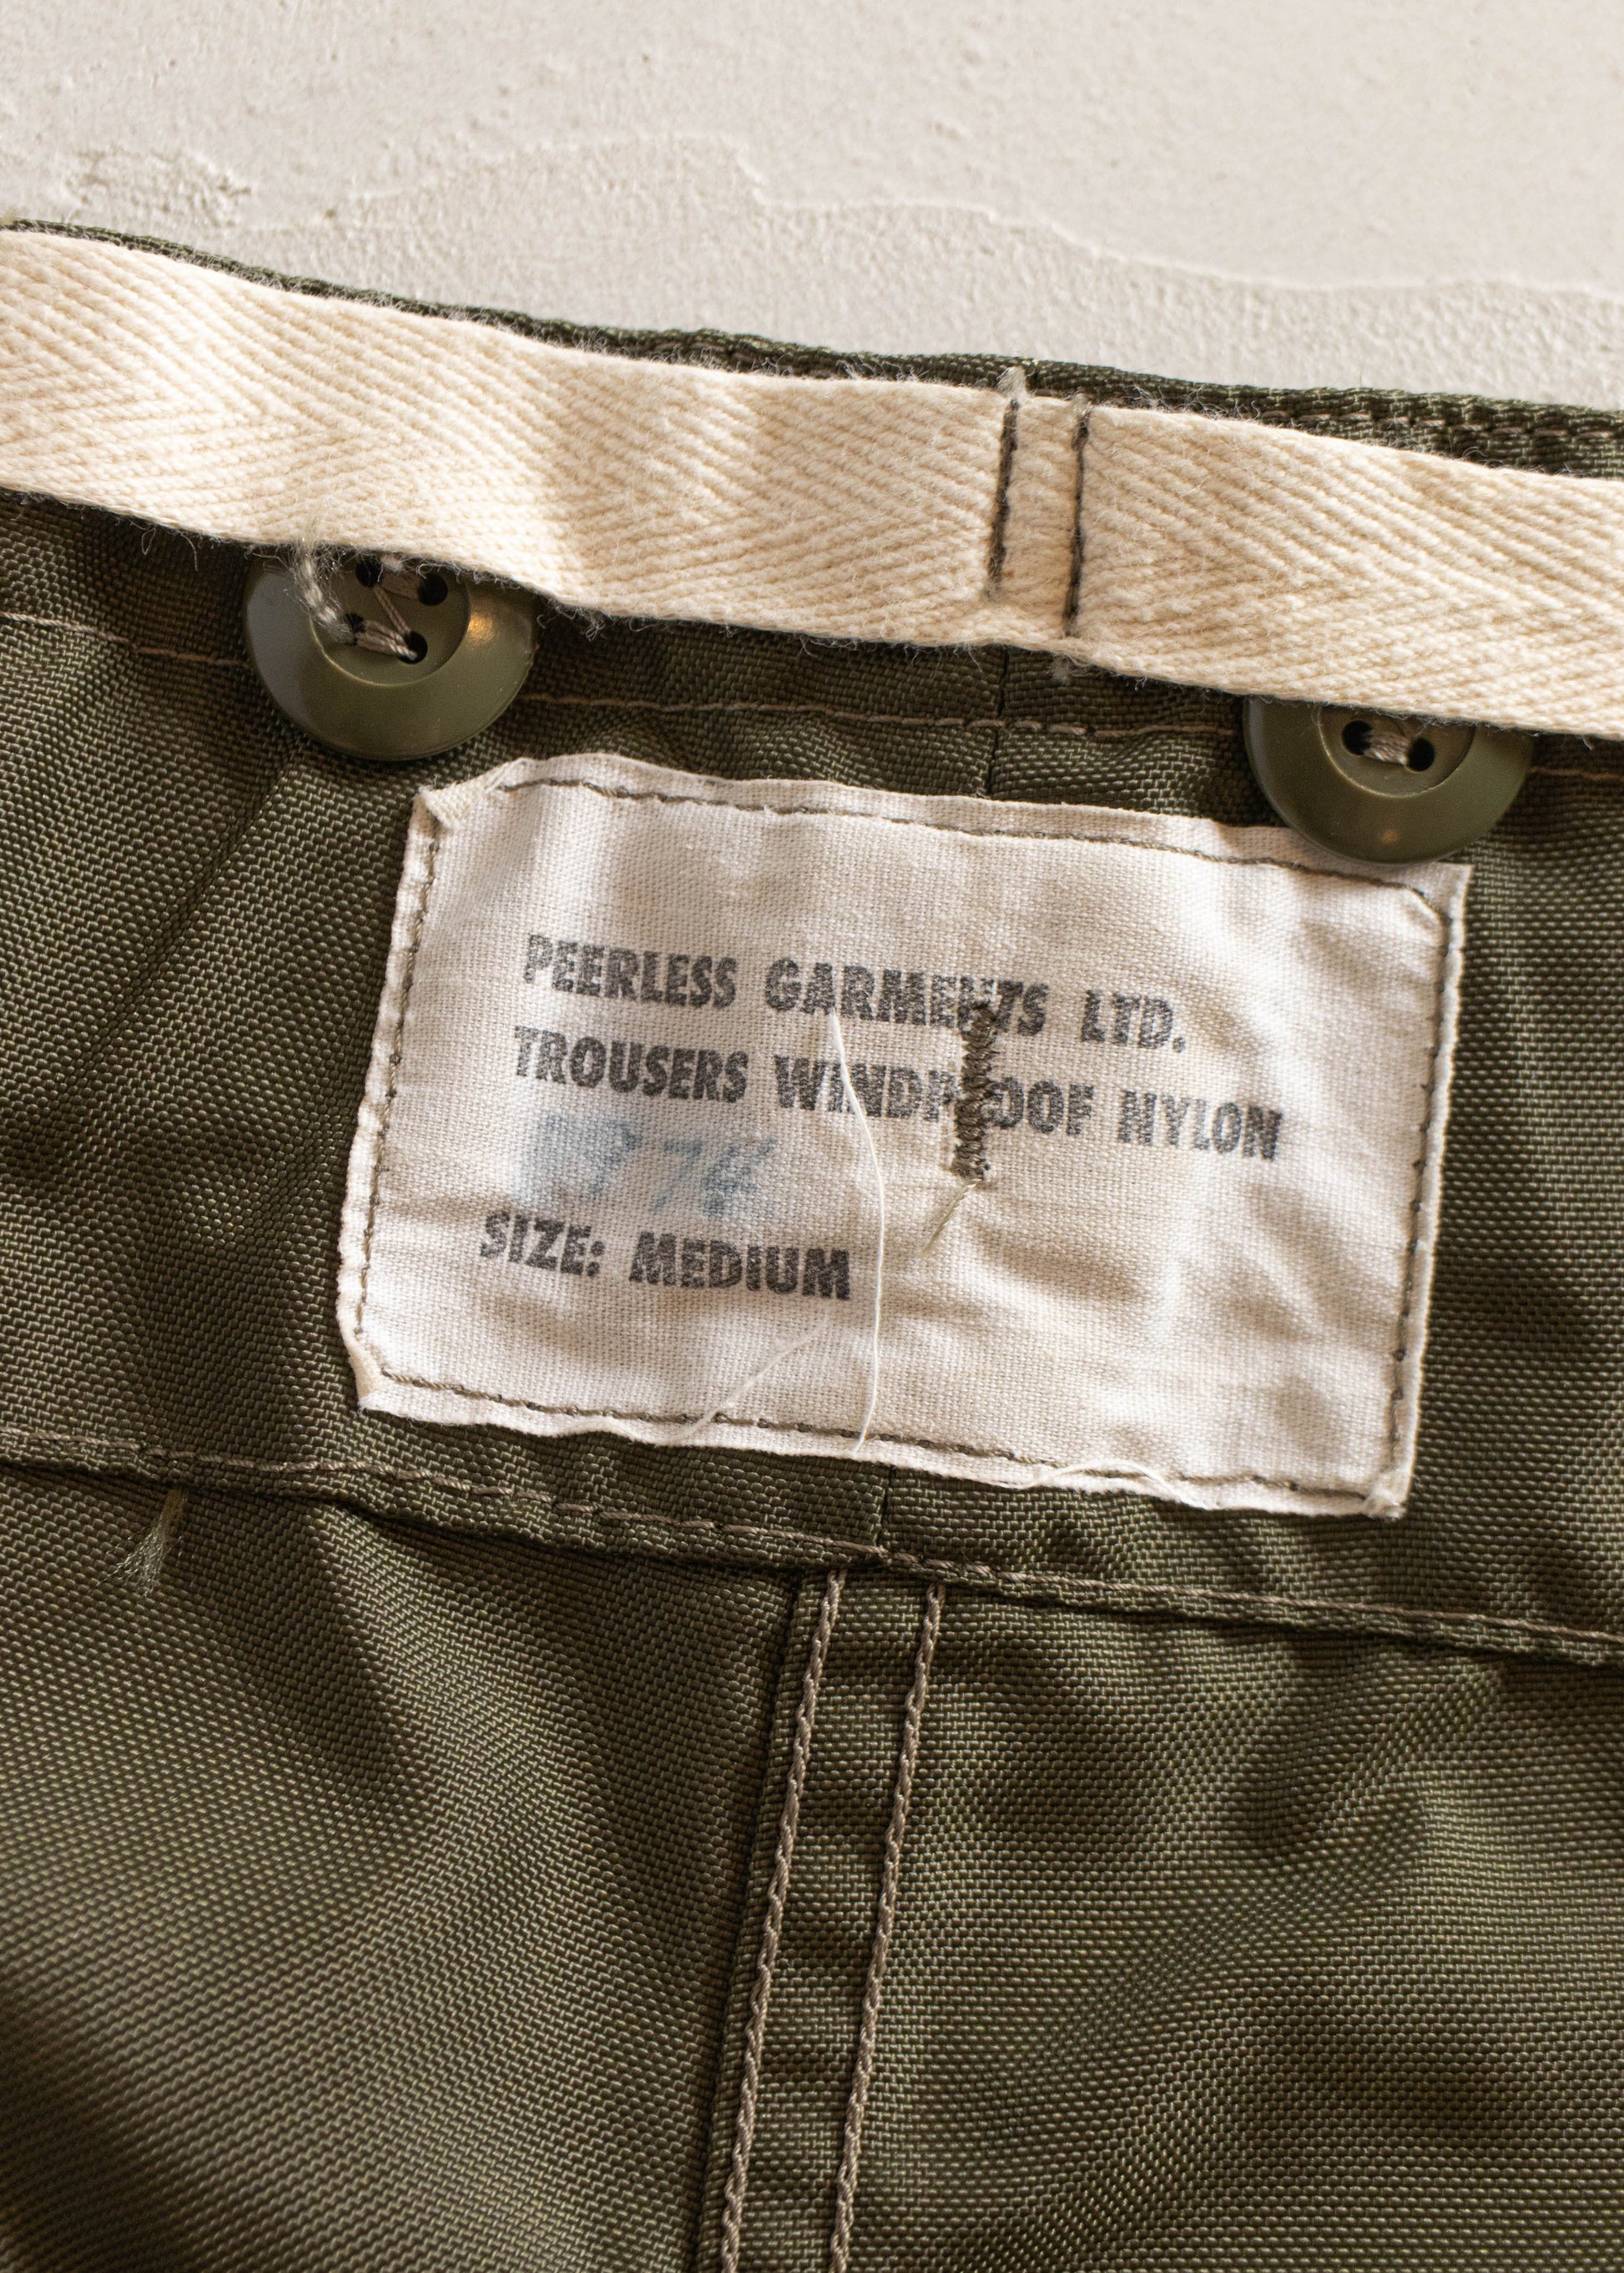 PEERLESS GARMENTS LTD.
TROUSERS WINDPROOF NYLON
SIZE: MEDIUM